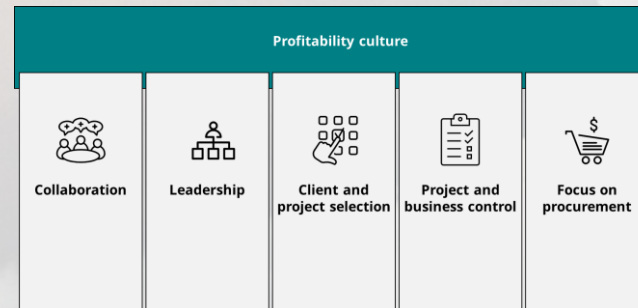 Profitability culture
Collaboration
Leadership
Client and
project selection
Project and
business control
$
Focus on
procurement